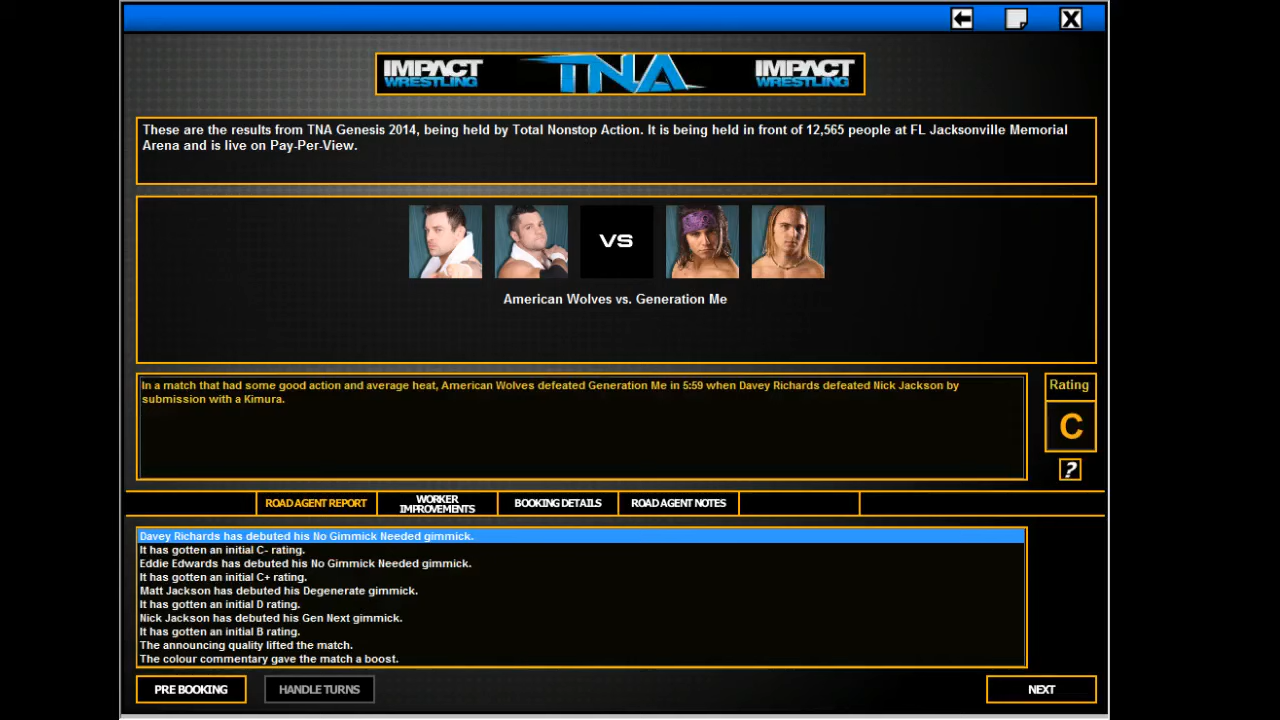 IMPACT WRESTLING TNA IMPACT WRESTLING
These are the results from TNA Genesis 2014, being held by Total Nonstop Action. It is being held in front of 12,565 people at FL Jacksonville Memorial
Arena and is live on Pay-Per-View.
VS
American Wolves vs. Generation Me
In a match that had some good action and average heat, American Wolves defeated Generation Me in 5:59 when Davey Richards defeated Nick Jackson by
submission with a Kimura.
Rating
C
?
ROAD AGENT REPORT
WORKER
IMPROVEMENTS
BOOKING DETAILS
ROAD AGENT NOTES
Davey Richards has debuted his No Gimmick Needed gimmick.
It has gotten an initial C- rating.
Eddie Edwards has debuted his No Gimmick Needed gimmick.
It has gotten an initial C+ rating.
Matt Jackson has debuted his Degenerate gimmick.
It has gotten an initial D rating.
Nick Jackson has debuted his Gen Next gimmick.
It has gotten an initial B rating.
The announcing quality lifted the match.
The colour commentary gave the match a boost.
PRE BOOKING
HANDLE TURNS
NEXT